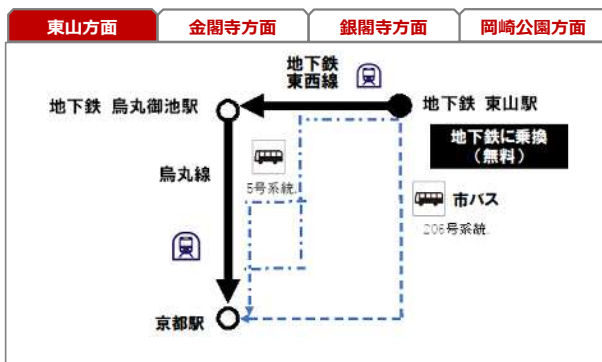 東山方面
金閣寺方面
銀閣寺方面
岡崎公園方面
地下鉄
東西線
地下鉄 烏丸御池駅
地下鉄 東山駅
地下鉄に乗換
（無料）
烏丸線
5号系統
市バス
206号系統
京都駅